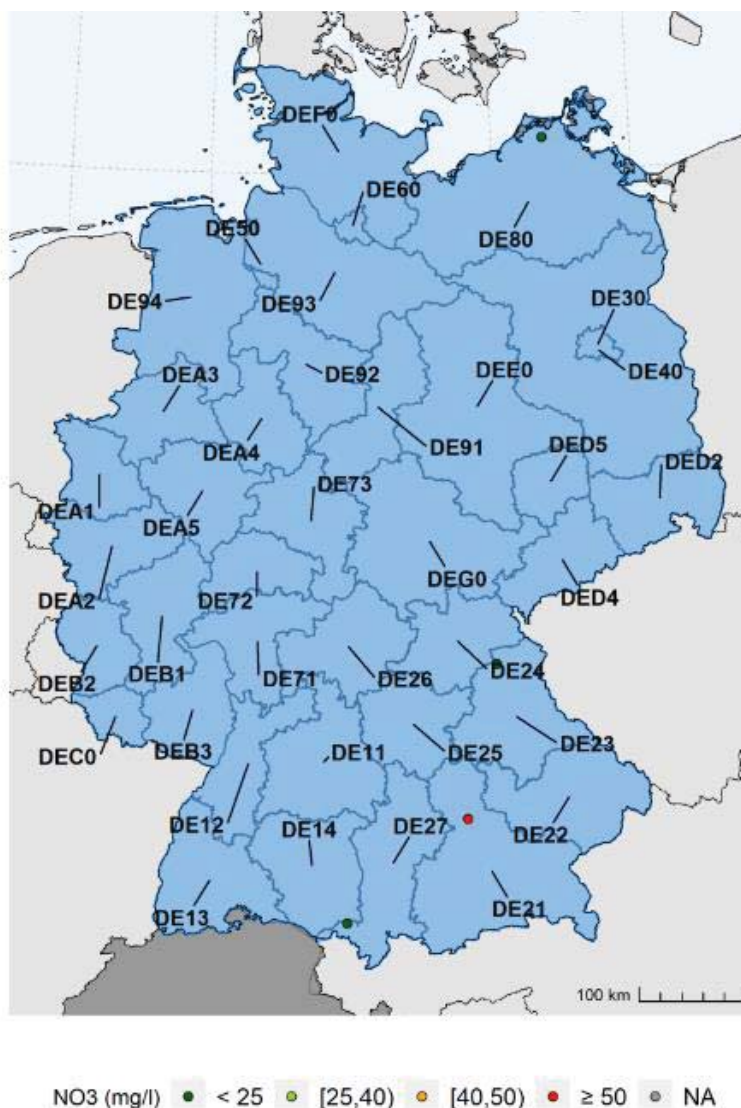 DEF0
DE60
DE50
DE80
DE94
DE93
DE30
DEA3
DE92
DEE0
DE40
DEA4
DE91
DED5
DED2
DE73
DEA1
DEA5
DEG0
DED4
DEA2
DE72
DEB2
DEB1
DE71
DE26
DE24
DEC0
DEB3
DE11
DE25
DE23
DE12
DE14
DE27
DE22
DE13
DE21
100 km
NO3 (mg/l) < 25 [25,40) [40,50) ≥ 50 NA